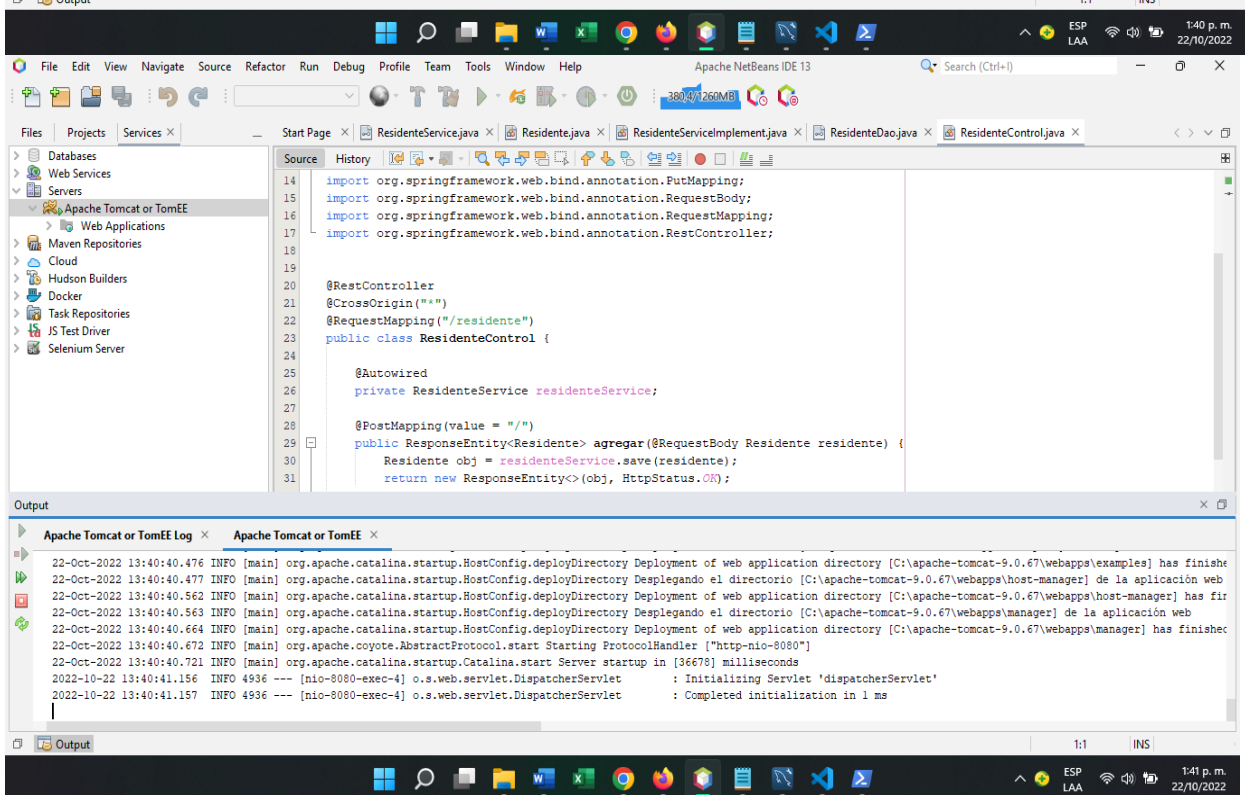 Output
1:1 INS
ESP
LAA
1:40 p. m.
22/10/2022
File Edit View Navigate Source Refactor Run Debug Profile Team Tools Window Help Apache NetBeans IDE 13 Search (Ctrl+I)
380,4/1260MB
Files Projects Services Start Page ResidenteService.java Residente.java ResidenteServiceImplement.java ResidenteDao.java ResidenteControl.java
Databases
Web Services
Servers
Apache Tomcat or TomEE
Web Applications
Maven Repositories
Cloud
Hudson Builders
Docker
Task Repositories
JS Test Driver
Selenium Server
Source History
14 import org.springframework.web.bind.annotation.PutMapping;
15 import org.springframework.web.bind.annotation.RequestBody;
16 import org.springframework.web.bind.annotation.RequestMapping;
17 import org.springframework.web.bind.annotation.RestController;
18
19
20 @RestController
21 @CrossOrigin("*")
22 @RequestMapping("/residente")
23 public class ResidenteControl {
24
25 @Autowired
26 private ResidenteService residenteService;
27
28 @PostMapping(value = "/")
29 public ResponseEntity<Residente> agregar(@RequestBody Residente residente) {
30 Residente obj = residenteService.save(residente);
31 return new ResponseEntity<>(obj, HttpStatus.OK);
Output
Apache Tomcat or TomEE Log Apache Tomcat or TomEE
22-Oct-2022 13:40:40.476 INFO [main] org.apache.catalina.startup.HostConfig.deployDirectory Deployment of web application directory [C:\apache-tomcat-9.0.67\webapps\examples] has finishe
22-Oct-2022 13:40:40.477 INFO [main] org.apache.catalina.startup.HostConfig.deployDirectory Desplegando el directorio [C:\apache-tomcat-9.0.67\webapps\host-manager] de la aplicación web
22-Oct-2022 13:40:40.562 INFO [main] org.apache.catalina.startup.HostConfig.deployDirectory Deployment of web application directory [C:\apache-tomcat-9.0.67\webapps\host-manager] has fin
22-Oct-2022 13:40:40.563 INFO [main] org.apache.catalina.startup.HostConfig.deployDirectory Desplegando el directorio [C:\apache-tomcat-9.0.67\webapps\manager] de la aplicación web
22-Oct-2022 13:40:40.664 INFO [main] org.apache.catalina.startup.HostConfig.deployDirectory Deployment of web application directory [C:\apache-tomcat-9.0.67\webapps\manager] has finished
22-Oct-2022 13:40:40.672 INFO [main] org.apache.coyote.AbstractProtocol.start Starting ProtocolHandler ["http-nio-8080"]
22-Oct-2022 13:40:40.721 INFO [main] org.apache.catalina.startup.Catalina.start Server startup in [36678] milliseconds
2022-10-22 13:40:41.156 INFO 4936 --- [nio-8080-exec-4] o.s.web.servlet.DispatcherServlet : Initializing Servlet 'dispatcherServlet'
2022-10-22 13:40:41.157 INFO 4936 --- [nio-8080-exec-4] o.s.web.servlet.DispatcherServlet : Completed initialization in 1 ms
Output
1:1 INS
ESP
LAA
1:41 p. m.
22/10/2022